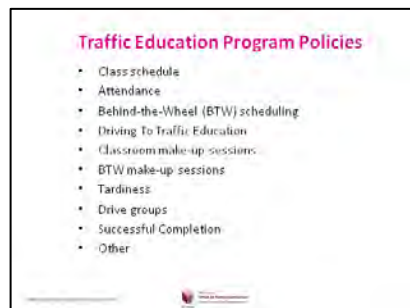 Traffic Education Program Policies
• Class schedule
• Attendance
• Behind-the-Wheel (BTW) scheduling
• Driving To Traffic Education
• Classroom make-up sessions
• BTW make-up sessions
• Tardiness
• Drive groups
• Successful Completion
• Other